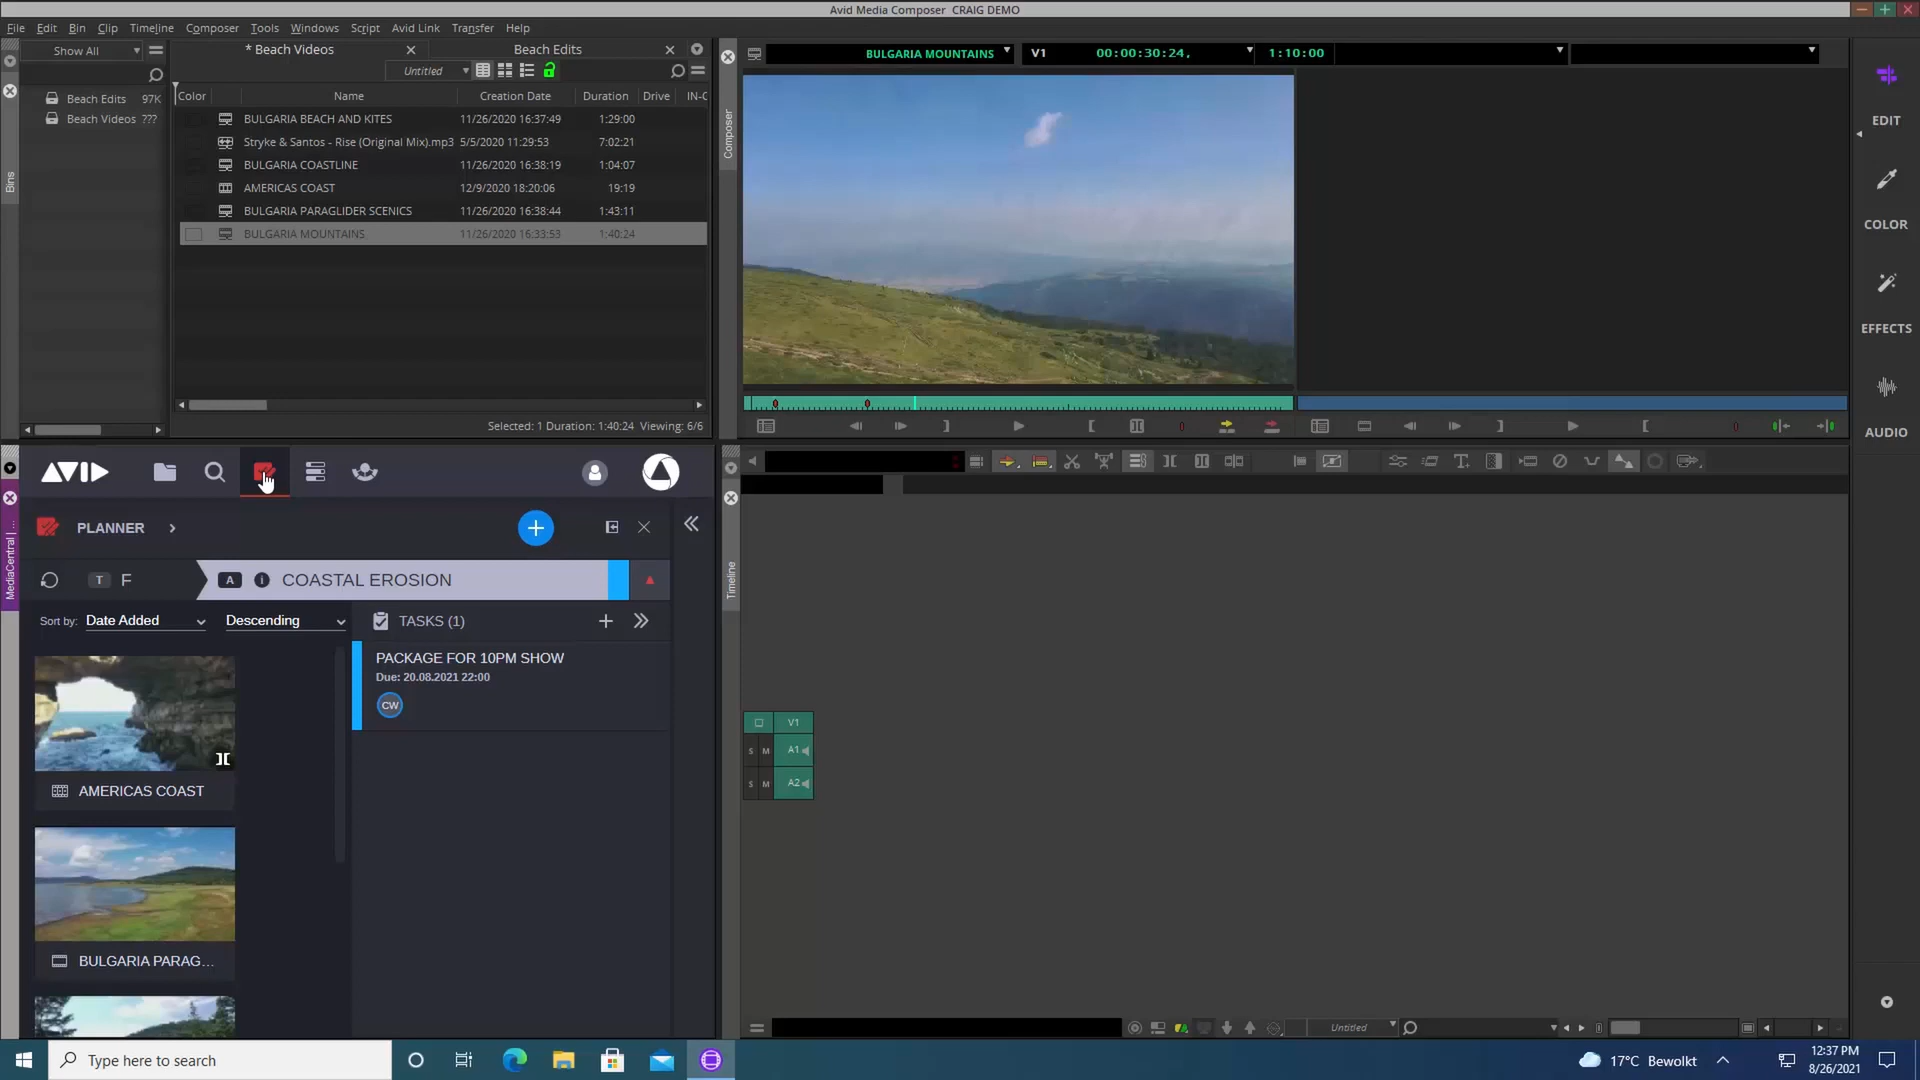 Avid Media Composer CRAIG DEMO
File Edit Bin Clip Timeline Composer Tools Windows Script Avid Link Transfer Help
Show All
* Beach Videos
Beach Edits
Untitled
Bins
Beach Edits 97K
Beach Videos ???
Color Name Creation Date Duration Drive IN-C
BULGARIA BEACH AND KITES 11/26/2020 16:37:49 1:29:00
Stryke & Santos - Rise (Original Mix).mp3 5/5/2020 11:29:53 7:02:21
BULGARIA COASTLINE 11/26/2020 16:38:19 1:04:07
AMERICAS COAST 12/9/2020 18:20:06 19:19
BULGARIA PARAGLIDER SCENICS 11/26/2020 16:38:44 1:43:11
BULGARIA MOUNTAINS 11/26/2020 16:33:53 1:40:24
Selected: 1 Duration: 1:40:24 Viewing: 6/6
Composer
BULGARIA MOUNTAINS V1 00:00:30:24, 1:10:00
EDIT
COLOR
EFFECTS
AUDIO
MediaCentral | ...
AVID
PLANNER
T F
A i COASTAL EROSION
Sort by: Date Added Descending
TASKS (1)
PACKAGE FOR 10PM SHOW
Due: 20.08.2021 22:00
CW
AMERICAS COAST
BULGARIA PARAG...
Timeline
V1
S M A1
S M A2
Untitled
Type here to search
17°C Bewolkt
12:37 PM
8/26/2021